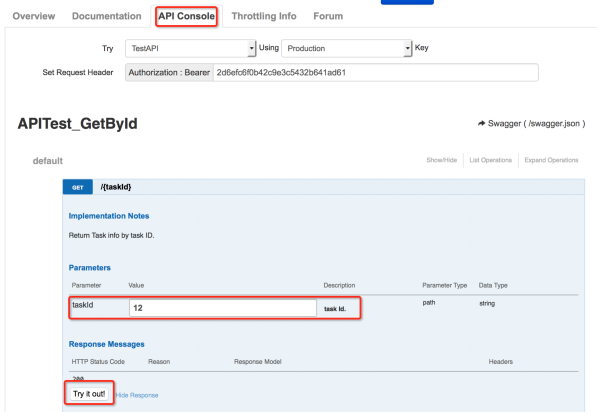 Overview Documentation API Console Throttling Info Forum
Try TestAPI Using Production Key
Set Request Header Authorization : Bearer 2d6efc6f0b42c9e3c5432b641ad61
APITest_GetById Swagger ( /swagger.json )
default Show/Hide List Operations Expand Operations
GET /{taskId}
Implementation Notes
Return Task info by task ID.
Parameters
Parameter Value Description Parameter Type Data Type
taskId 12 task Id. path string
Response Messages
HTTP Status Code Reason Response Model Headers
200
Try it out! Hide Response